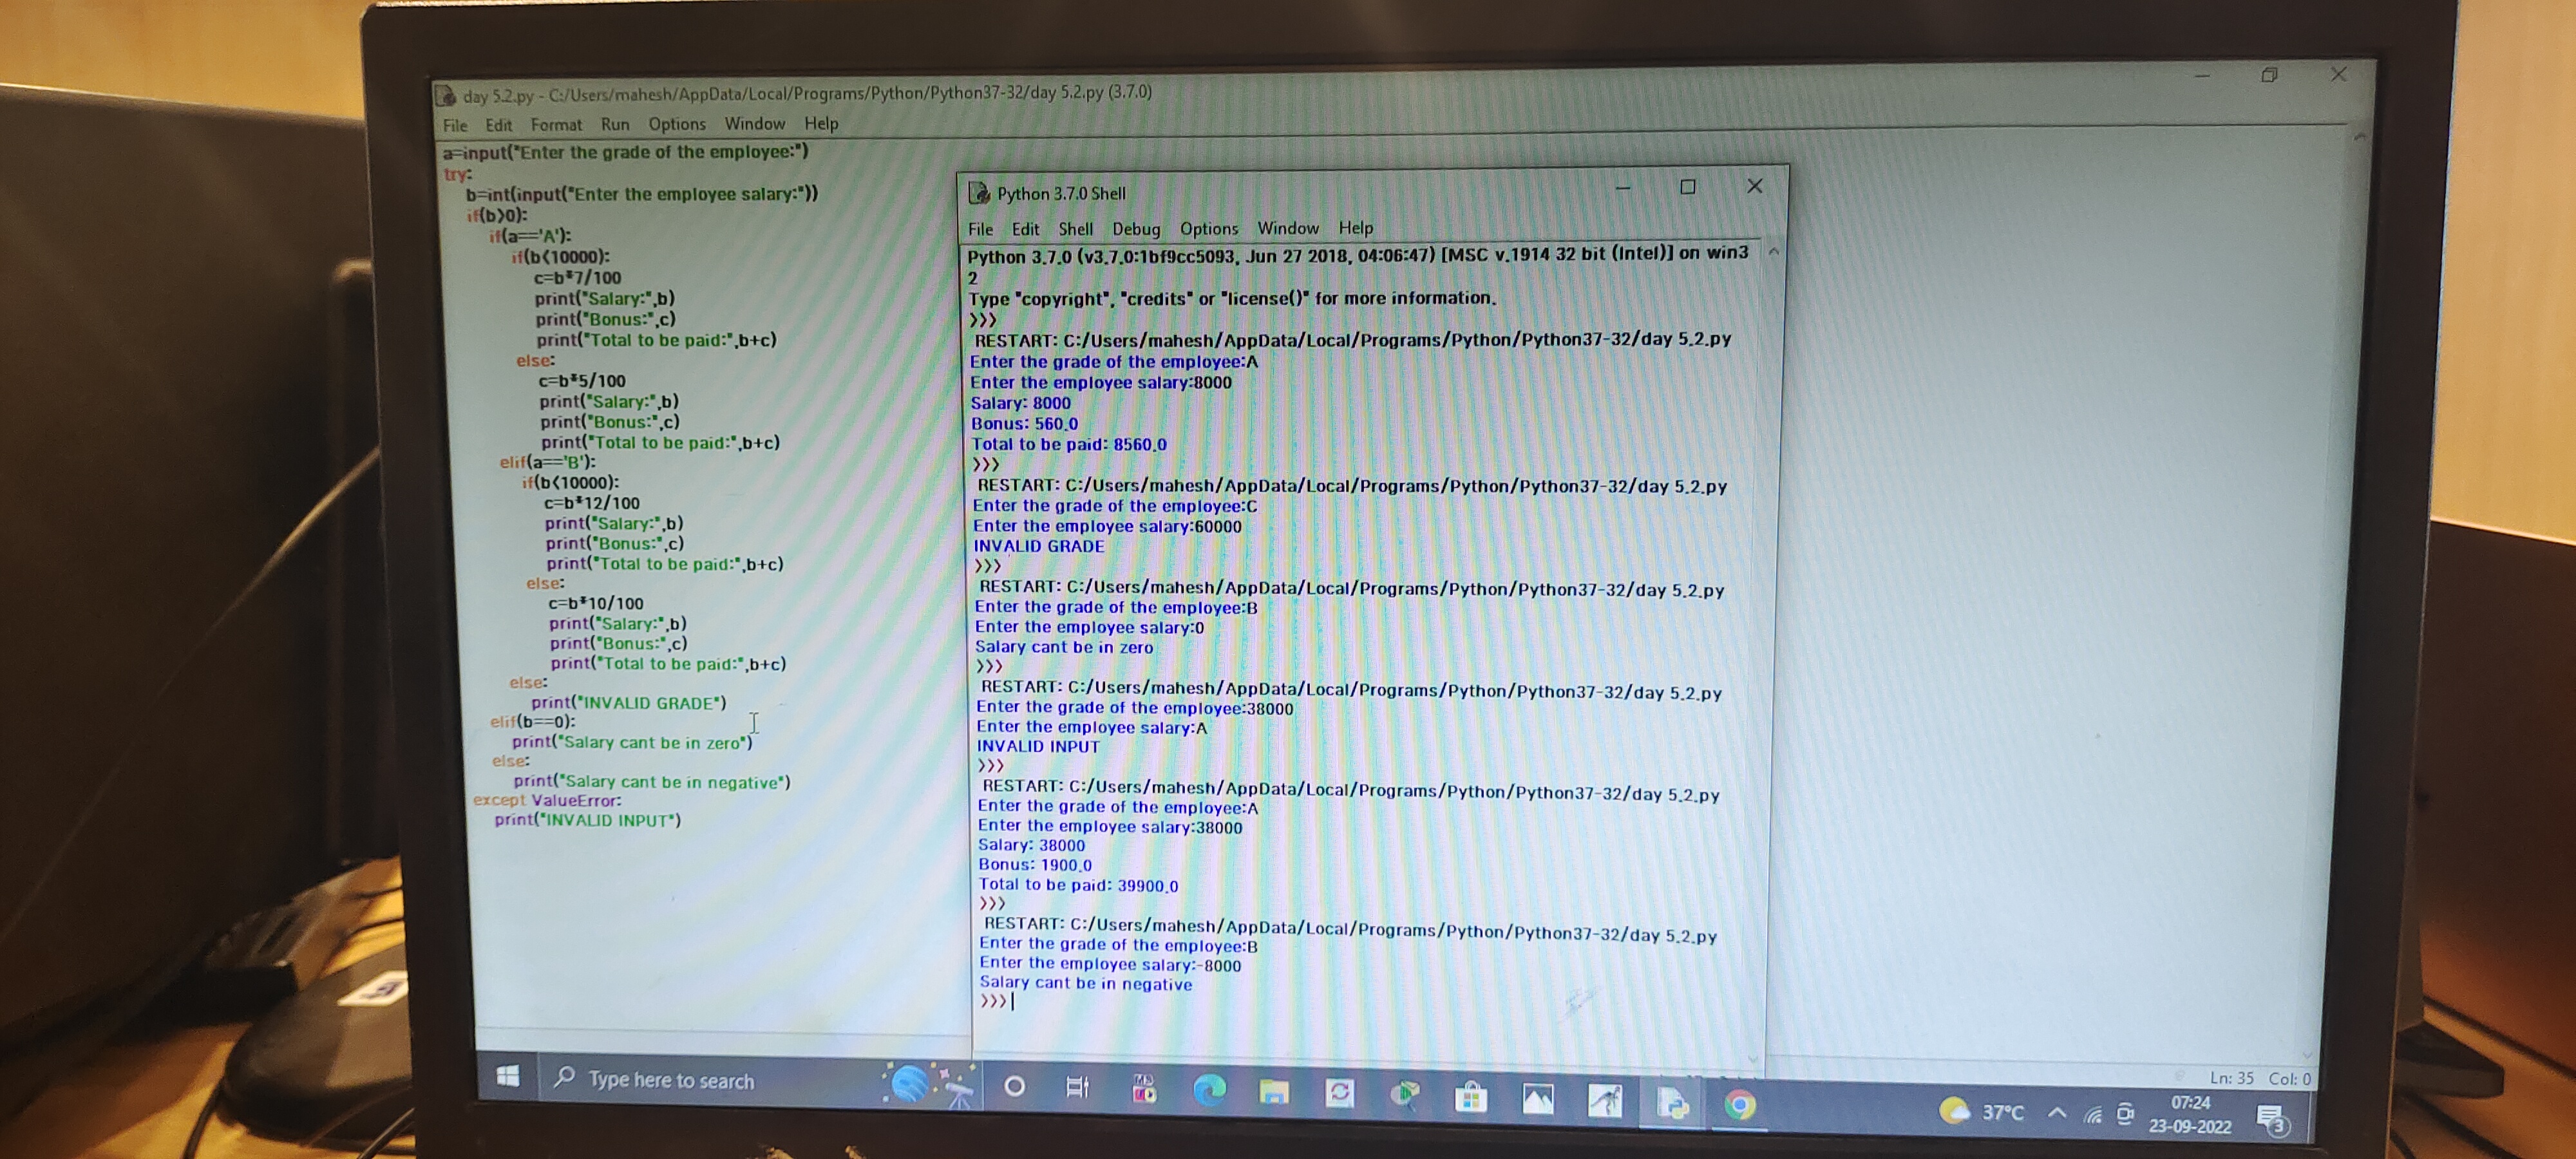 day 5.2.py - C:/Users/mahesh/AppData/Local/Programs/Python/Python37-32/day 5.2.py (3.7.0)
File Edit Format Run Options Window Help
a=input("Enter the grade of the employee:")
try:
b=int(input("Enter the employee salary:"))
if(b>0):
if(a=='A'):
if(b<10000):
c=b*7/100
print("Salary:",b)
print("Bonus:",c)
print("Total to be paid:",b+c)
else:
c=b*5/100
print("Salary:",b)
print("Bonus:",c)
print("Total to be paid:",b+c)
elif(a=='B'):
if(b<10000):
c=b*12/100
print("Salary:",b)
print("Bonus:",c)
print("Total to be paid:",b+c)
else:
c=b*10/100
print("Salary:",b)
print("Bonus:",c)
print("Total to be paid:",b+c)
else:
print("INVALID GRADE")
elif(b==0):
print("Salary cant be in zero")
else:
print("Salary cant be in negative")
except ValueError:
print("INVALID INPUT")
Python 3.7.0 Shell
File Edit Shell Debug Options Window Help
Python 3.7.0 (v3.7.0:1bf9cc5093, Jun 27 2018, 04:06:47) [MSC v.1914 32 bit (Intel)] on win3
2
Type "copyright", "credits" or "license()" for more information.
>>>
RESTART: C:/Users/mahesh/AppData/Local/Programs/Python/Python37-32/day 5.2.py
Enter the grade of the employee:A
Enter the employee salary:8000
Salary: 8000
Bonus: 560.0
Total to be paid: 8560.0
>>>
RESTART: C:/Users/mahesh/AppData/Local/Programs/Python/Python37-32/day 5.2.py
Enter the grade of the employee:C
Enter the employee salary:60000
INVALID GRADE
>>>
RESTART: C:/Users/mahesh/AppData/Local/Programs/Python/Python37-32/day 5.2.py
Enter the grade of the employee:B
Enter the employee salary:0
Salary cant be in zero
>>>
RESTART: C:/Users/mahesh/AppData/Local/Programs/Python/Python37-32/day 5.2.py
Enter the grade of the employee:38000
Enter the employee salary:A
INVALID INPUT
>>>
RESTART: C:/Users/mahesh/AppData/Local/Programs/Python/Python37-32/day 5.2.py
Enter the grade of the employee:A
Enter the employee salary:38000
Salary: 38000
Bonus: 1900.0
Total to be paid: 39900.0
>>>
RESTART: C:/Users/mahesh/AppData/Local/Programs/Python/Python37-32/day 5.2.py
Enter the grade of the employee:B
Enter the employee salary:-8000
Salary cant be in negative
>>>
Ln: 35 Col: 0
Type here to search
37°C
07:24
23-09-2022
3